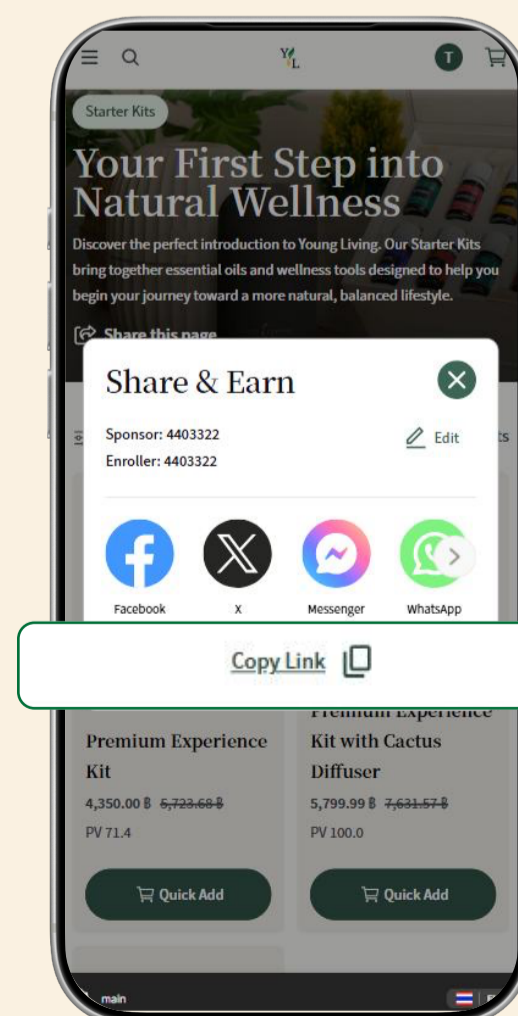 YL
T
Starter Kits
Your First Step into
Natural Wellness
Discover the perfect introduction to Young Living. Our Starter Kits
bring together essential oils and wellness tools designed to help you
begin your journey toward a more natural, balanced lifestyle.
Share this page
Share & Earn
Sponsor: 4403322
Edit
Enroller: 4403322
Facebook
X
Messenger
WhatsApp
Copy Link
Premium Experience
Kit
Premium Experience
Kit with Cactus
Diffuser
4,350.00 ฿ 5,723.68 ฿
5,799.99 ฿ 7,631.57 ฿
PV 71.4
PV 100.0
Quick Add
Quick Add
main